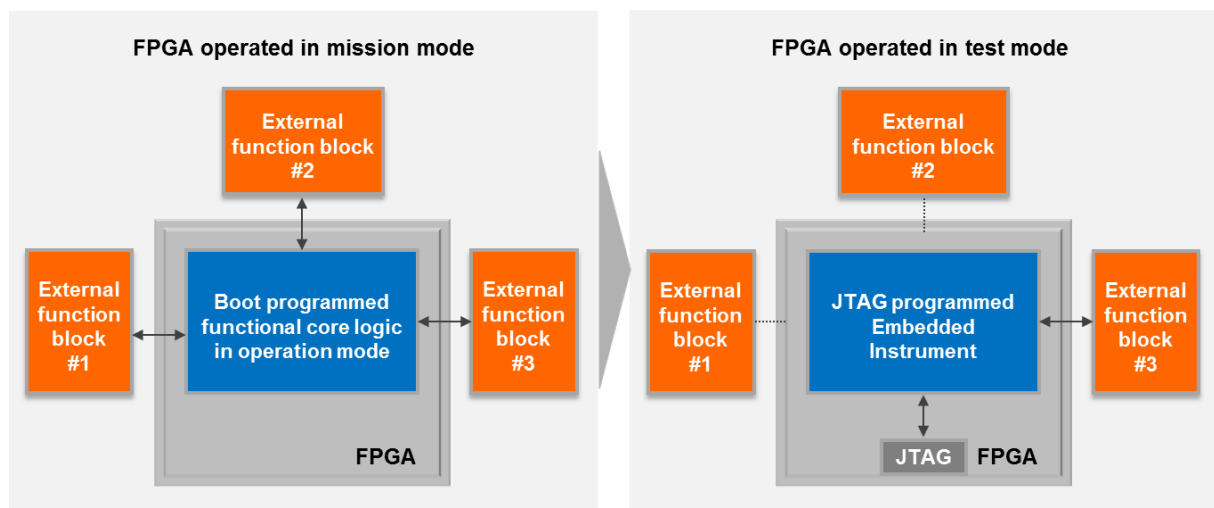 FPGA operated in mission mode
External
function block
#2
External
function
block
#1
Boot programmed
functional core logic
in operation mode
External
function
block
#3
FPGA
FPGA operated in test mode
External
function block
#2
External
function
block
#1
JTAG programmed
Embedded
Instrument
External
function
block
#3
JTAG
FPGA